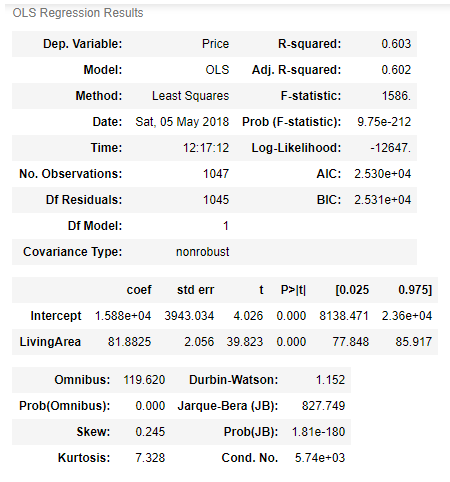 OLS Regression Results
Dep. Variable: Price R-squared: 0.603
Model: OLS Adj. R-squared: 0.602
Method: Least Squares F-statistic: 1586.
Date: Sat, 05 May 2018 Prob (F-statistic): 9.75e-212
Time: 12:17:12 Log-Likelihood: -12647.
No. Observations: 1047 AIC: 2.530e+04
Df Residuals: 1045 BIC: 2.531e+04
Df Model: 1
Covariance Type: nonrobust
coef std err t P>|t| [0.025 0.975]
Intercept 1.588e+04 3943.034 4.026 0.000 8138.471 2.36e+04
LivingArea 81.8825 2.056 39.823 0.000 77.848 85.917
Omnibus: 119.620 Durbin-Watson: 1.152
Prob(Omnibus): 0.000 Jarque-Bera (JB): 827.749
Skew: 0.245 Prob(JB): 1.81e-180
Kurtosis: 7.328 Cond. No. 5.74e+03